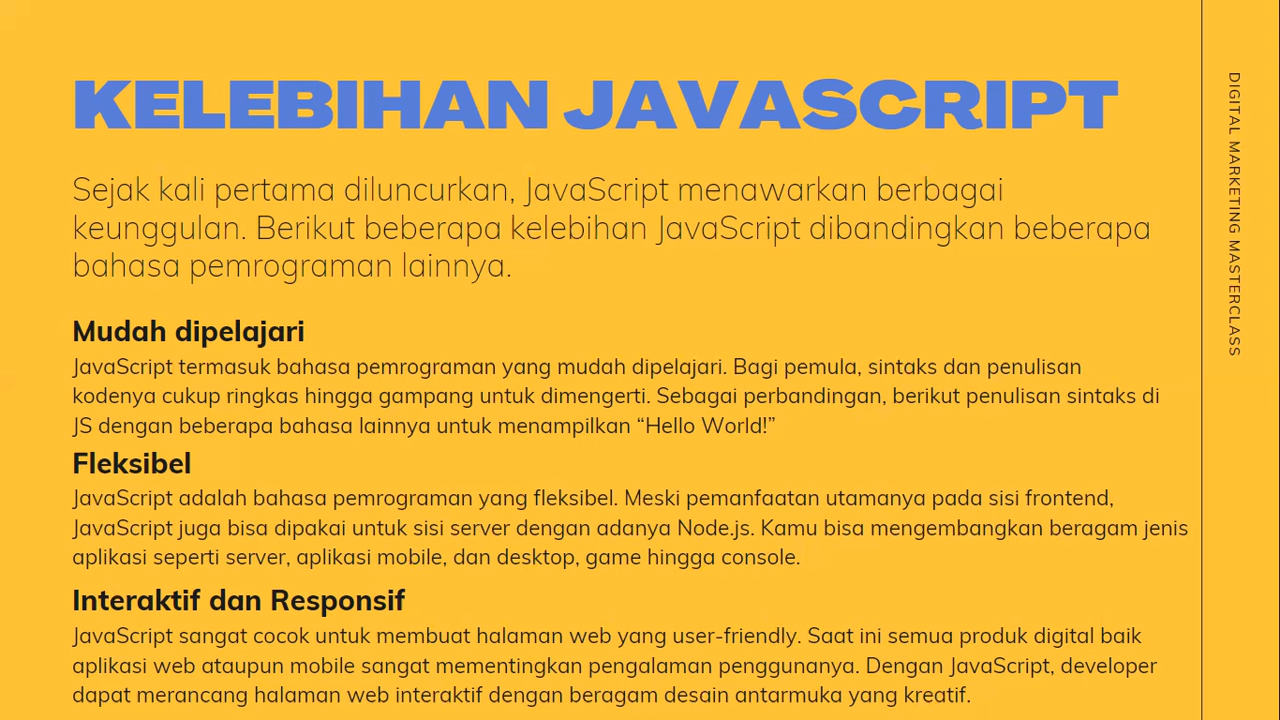 KELEBIHAN JAVASCRIPT
Sejak kali pertama diluncurkan, JavaScript menawarkan berbagai
keunggulan. Berikut beberapa kelebihan JavaScript dibandingkan beberapa
bahasa pemrograman lainnya.
Mudah dipelajari
JavaScript termasuk bahasa pemrograman yang mudah dipelajari. Bagi pemula, sintaks dan penulisan
kodenya cukup ringkas hingga gampang untuk dimengerti. Sebagai perbandingan, berikut penulisan sintaks di
JS dengan beberapa bahasa lainnya untuk menampilkan “Hello World!”
Fleksibel
JavaScript adalah bahasa pemrograman yang fleksibel. Meski pemanfaatan utamanya pada sisi frontend,
JavaScript juga bisa dipakai untuk sisi server dengan adanya Node.js. Kamu bisa mengembangkan beragam jenis
aplikasi seperti server, aplikasi mobile, dan desktop, game hingga console.
Interaktif dan Responsif
JavaScript sangat cocok untuk membuat halaman web yang user-friendly. Saat ini semua produk digital baik
aplikasi web ataupun mobile sangat mementingkan pengalaman penggunanya. Dengan JavaScript, developer
dapat merancang halaman web interaktif dengan beragam desain antarmuka yang kreatif.
DIGITAL MARKETING MASTERCLASS